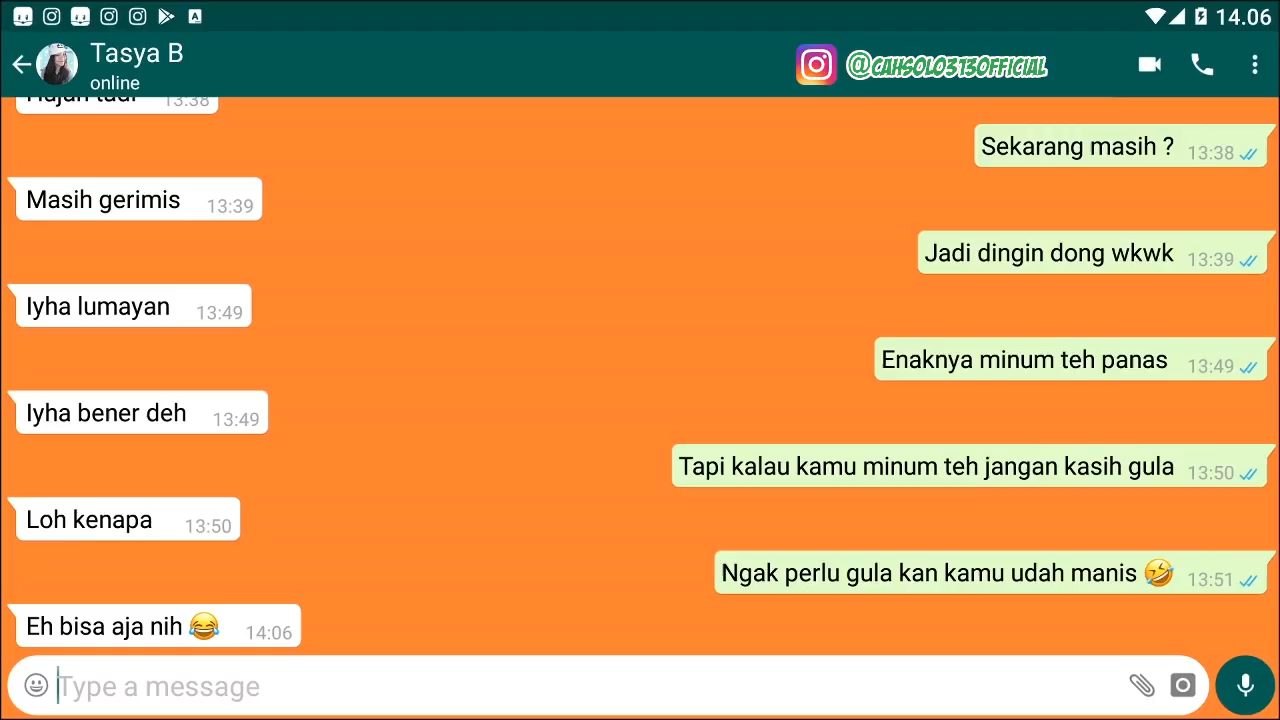 14.06
Tasya B
online
@CAHSOLO313OFFICIAL
Hujan tadi 13:38
Sekarang masih ? 13:38
Masih gerimis 13:39
Jadi dingin dong wkwk 13:39
Iyha lumayan 13:49
Enaknya minum teh panas 13:49
Iyha bener deh 13:49
Tapi kalau kamu minum teh jangan kasih gula 13:50
Loh kenapa 13:50
Ngak perlu gula kan kamu udah manis 🤣 13:51
Eh bisa aja nih 😂 14:06
Type a message